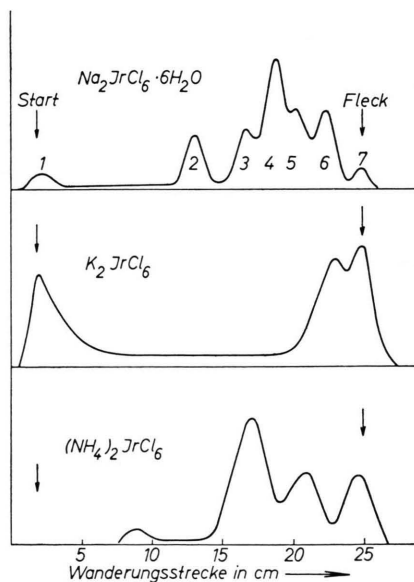 Na₂JrCl₆·6H₂O
Start
Fleck
1 2 3 4 5 6 7
K₂JrCl₆
(NH₄)₂JrCl₆
5 10 15 20 25
Wanderungsstrecke in cm